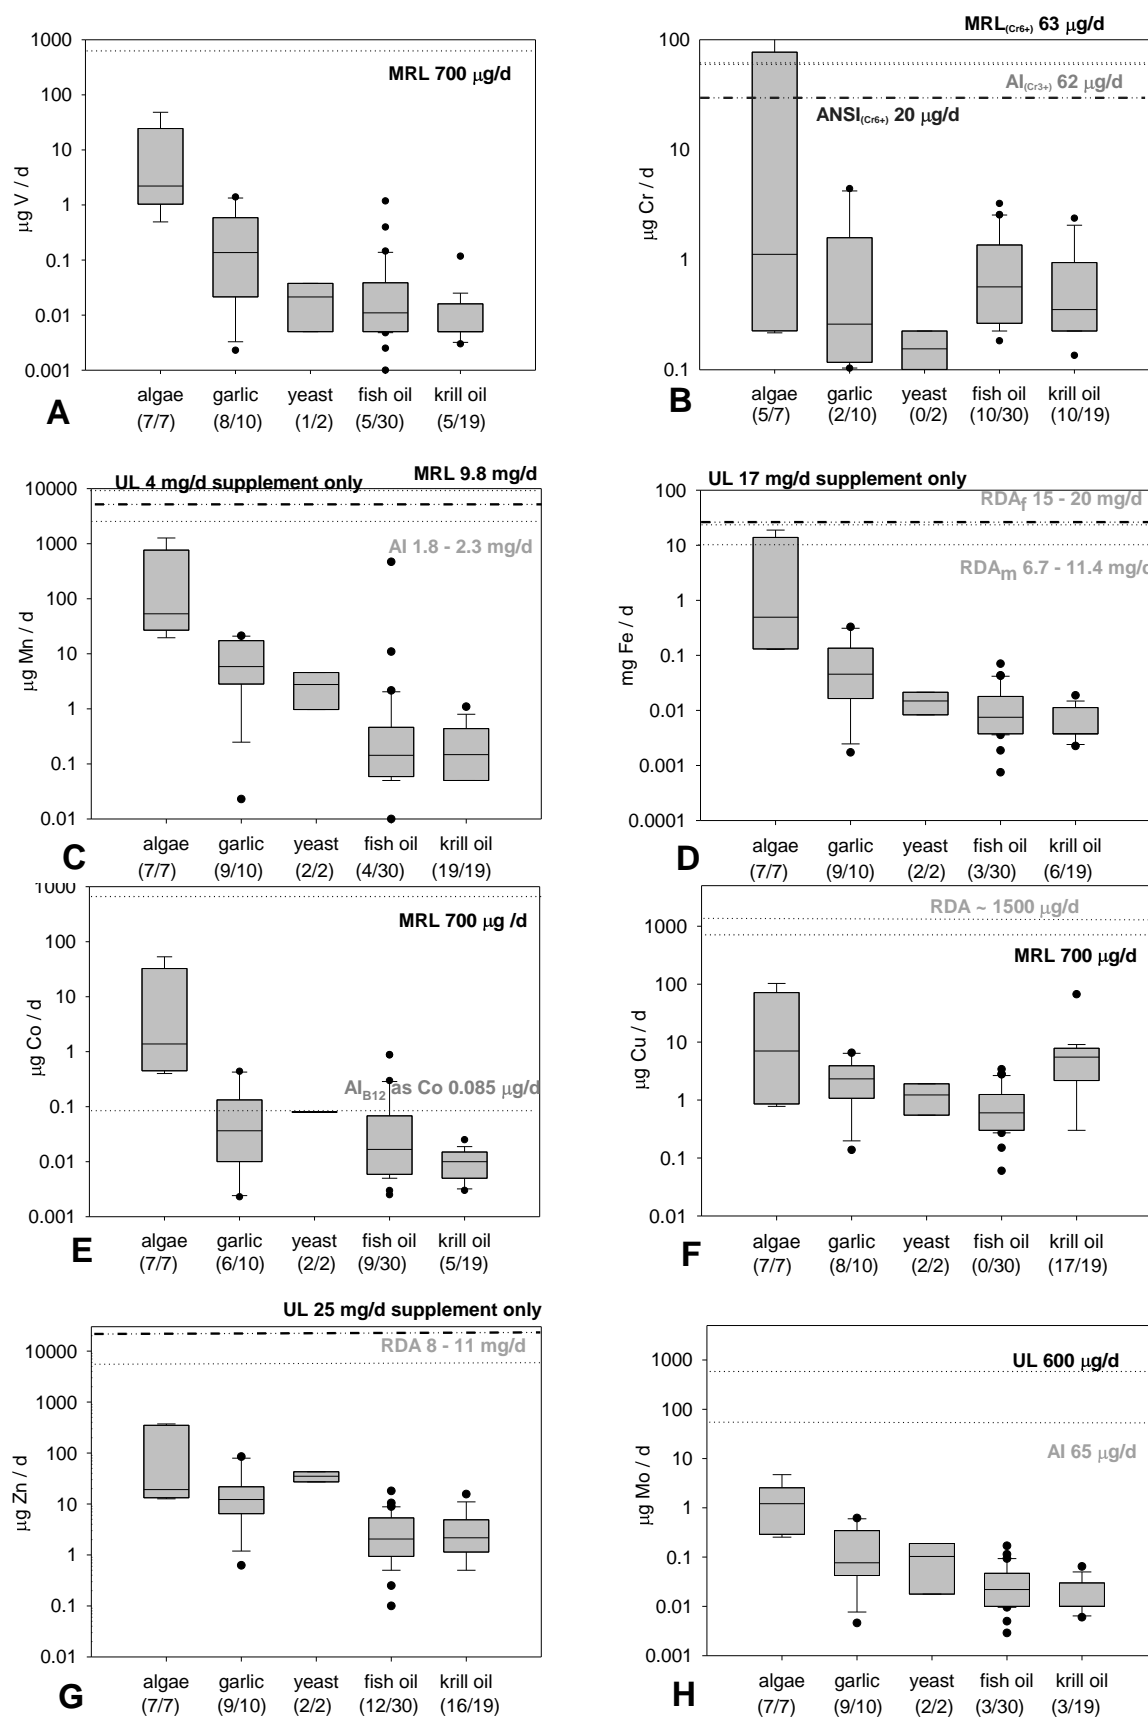 1000
100
10
1
0.1
0.01
0.001
µg V / d
MRL 700 µg/d
algae garlic yeast fish oil krill oil
(7/7) (8/10) (1/2) (5/30) (5/19)
A
MRL(Cr6+) 63 µg/d
100
10
1
0.1
µg Cr / d
AI(Cr3+) 62 µg/d
ANSI(Cr6+) 20 µg/d
algae garlic yeast fish oil krill oil
(5/7) (2/10) (0/2) (10/30) (10/19)
B
UL 4 mg/d supplement only
MRL 9.8 mg/d
10000
1000
100
10
1
0.1
0.01
µg Mn / d
AI 1.8 - 2.3 mg/d
algae garlic yeast fish oil krill oil
(7/7) (9/10) (2/2) (4/30) (19/19)
C
UL 17 mg/d supplement only
100
10
1
0.1
0.01
0.001
0.0001
mg Fe / d
RDAf 15 - 20 mg/d
RDAm 6.7 - 11.4 mg/d
algae garlic yeast fish oil krill oil
(7/7) (9/10) (2/2) (3/30) (6/19)
D
1000
100
10
1
0.1
0.01
0.001
µg Co / d
MRL 700 µg /d
AIB12 as Co 0.085 µg/d
algae garlic yeast fish oil krill oil
(7/7) (6/10) (2/2) (9/30) (5/19)
E
1000
100
10
1
0.1
0.01
µg Cu / d
RDA ~ 1500 µg/d
MRL 700 µg/d
algae garlic yeast fish oil krill oil
(7/7) (8/10) (2/2) (0/30) (17/19)
F
UL 25 mg/d supplement only
10000
1000
100
10
1
0.1
0.01
µg Zn / d
RDA 8 - 11 mg/d
algae garlic yeast fish oil krill oil
(7/7) (9/10) (2/2) (12/30) (16/19)
G
1000
100
10
1
0.1
0.01
0.001
µg Mo / d
UL 600 µg/d
AI 65 µg/d
algae garlic yeast fish oil krill oil
(7/7) (9/10) (2/2) (3/30) (3/19)
H